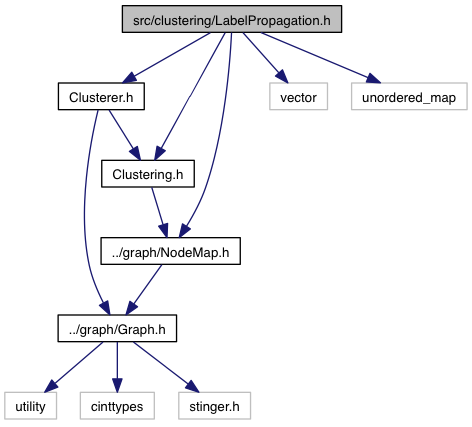 src/clustering/LabelPropagation.h
Clusterer.h
vector
unordered_map
Clustering.h
../graph/NodeMap.h
../graph/Graph.h
utility
cinttypes
stinger.h